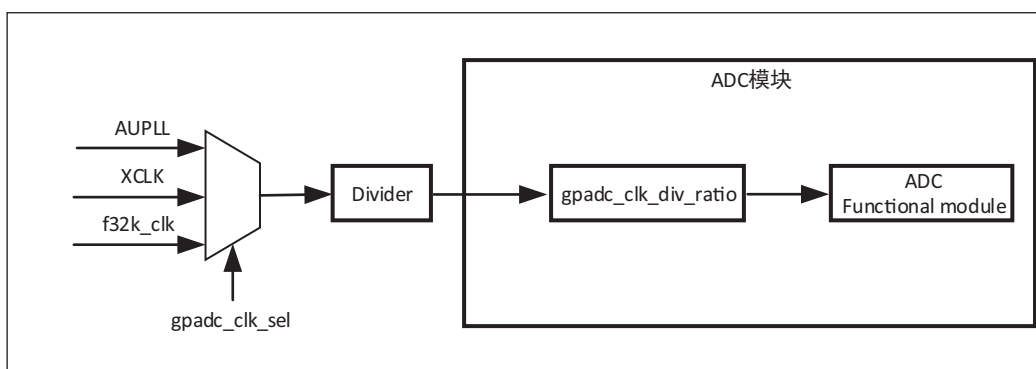 ADC模块
AUPLL
XCLK
f32k_clk
Divider
gpadc_clk_div_ratio
ADC
Functional module
gpadc_clk_sel